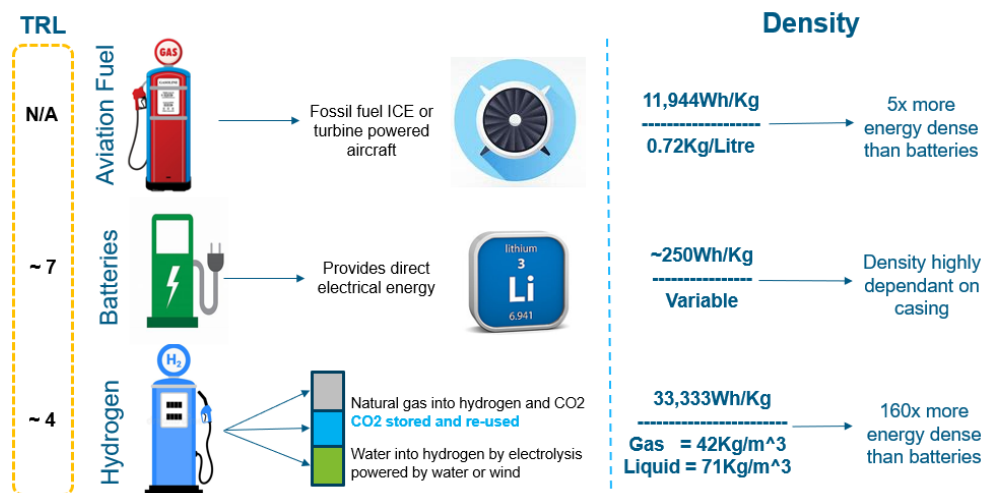 TRL
Density
N/A
Aviation Fuel
GAS
Fossil fuel ICE or
turbine powered
aircraft
11,944Wh/Kg
-------------------
0.72Kg/Litre
5x more
energy dense
than batteries
~ 7
Batteries
Provides direct
electrical energy
lithium
3
Li
6.941
~250Wh/Kg
-----------------
Variable
Density highly
dependant on
casing
~ 4
Hydrogen
H2
Natural gas into hydrogen and CO2
CO2 stored and re-used
Water into hydrogen by electrolysis
powered by water or wind
33,333Wh/Kg
-------------------------
Gas = 42Kg/m^3
Liquid = 71Kg/m^3
160x more
energy dense
than batteries